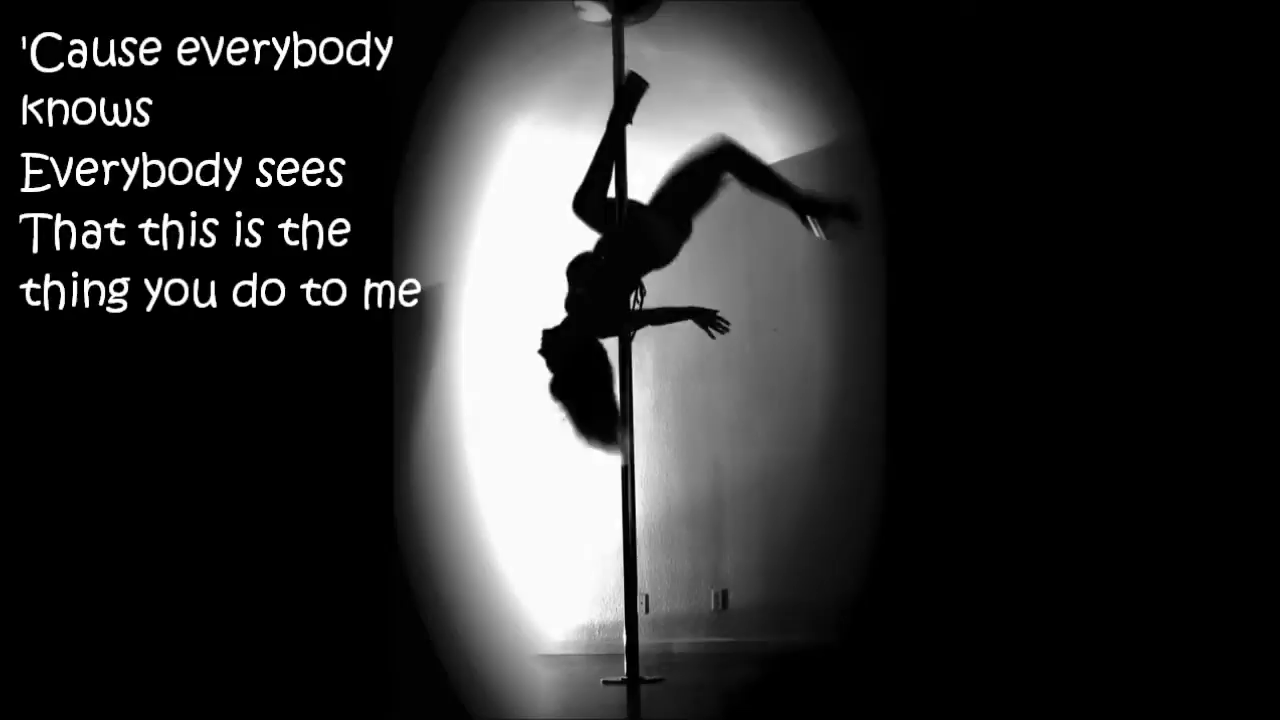 'Cause everybody
knows
Everybody sees
That this is the
thing you do to me